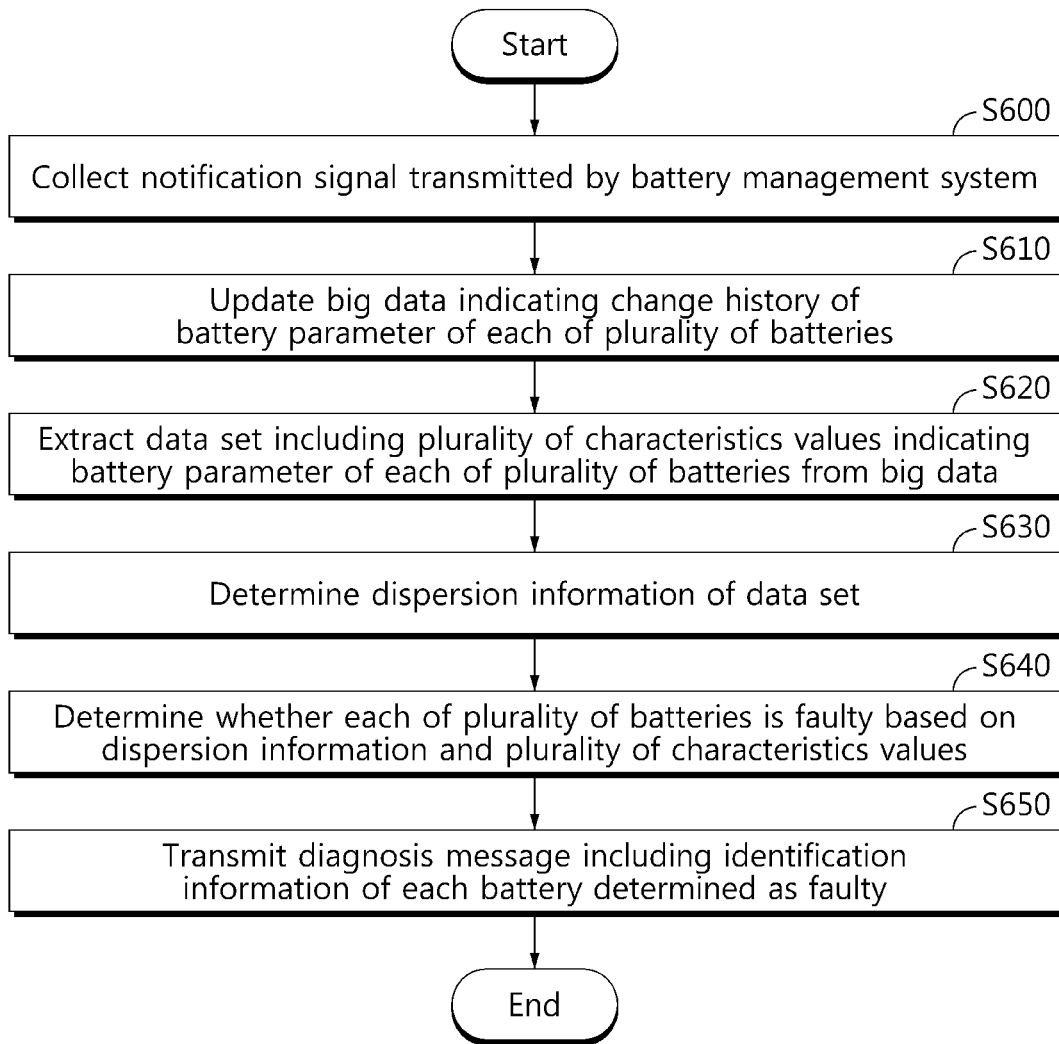 Start
S600
Collect notification signal transmitted by battery management system
S610
Update big data indicating change history of
battery parameter of each of plurality of batteries
S620
Extract data set including plurality of characteristics values indicating
battery parameter of each of plurality of batteries from big data
S630
Determine dispersion information of data set
S640
Determine whether each of plurality of batteries is faulty based on
dispersion information and plurality of characteristics values
S650
Transmit diagnosis message including identification
information of each battery determined as faulty
End